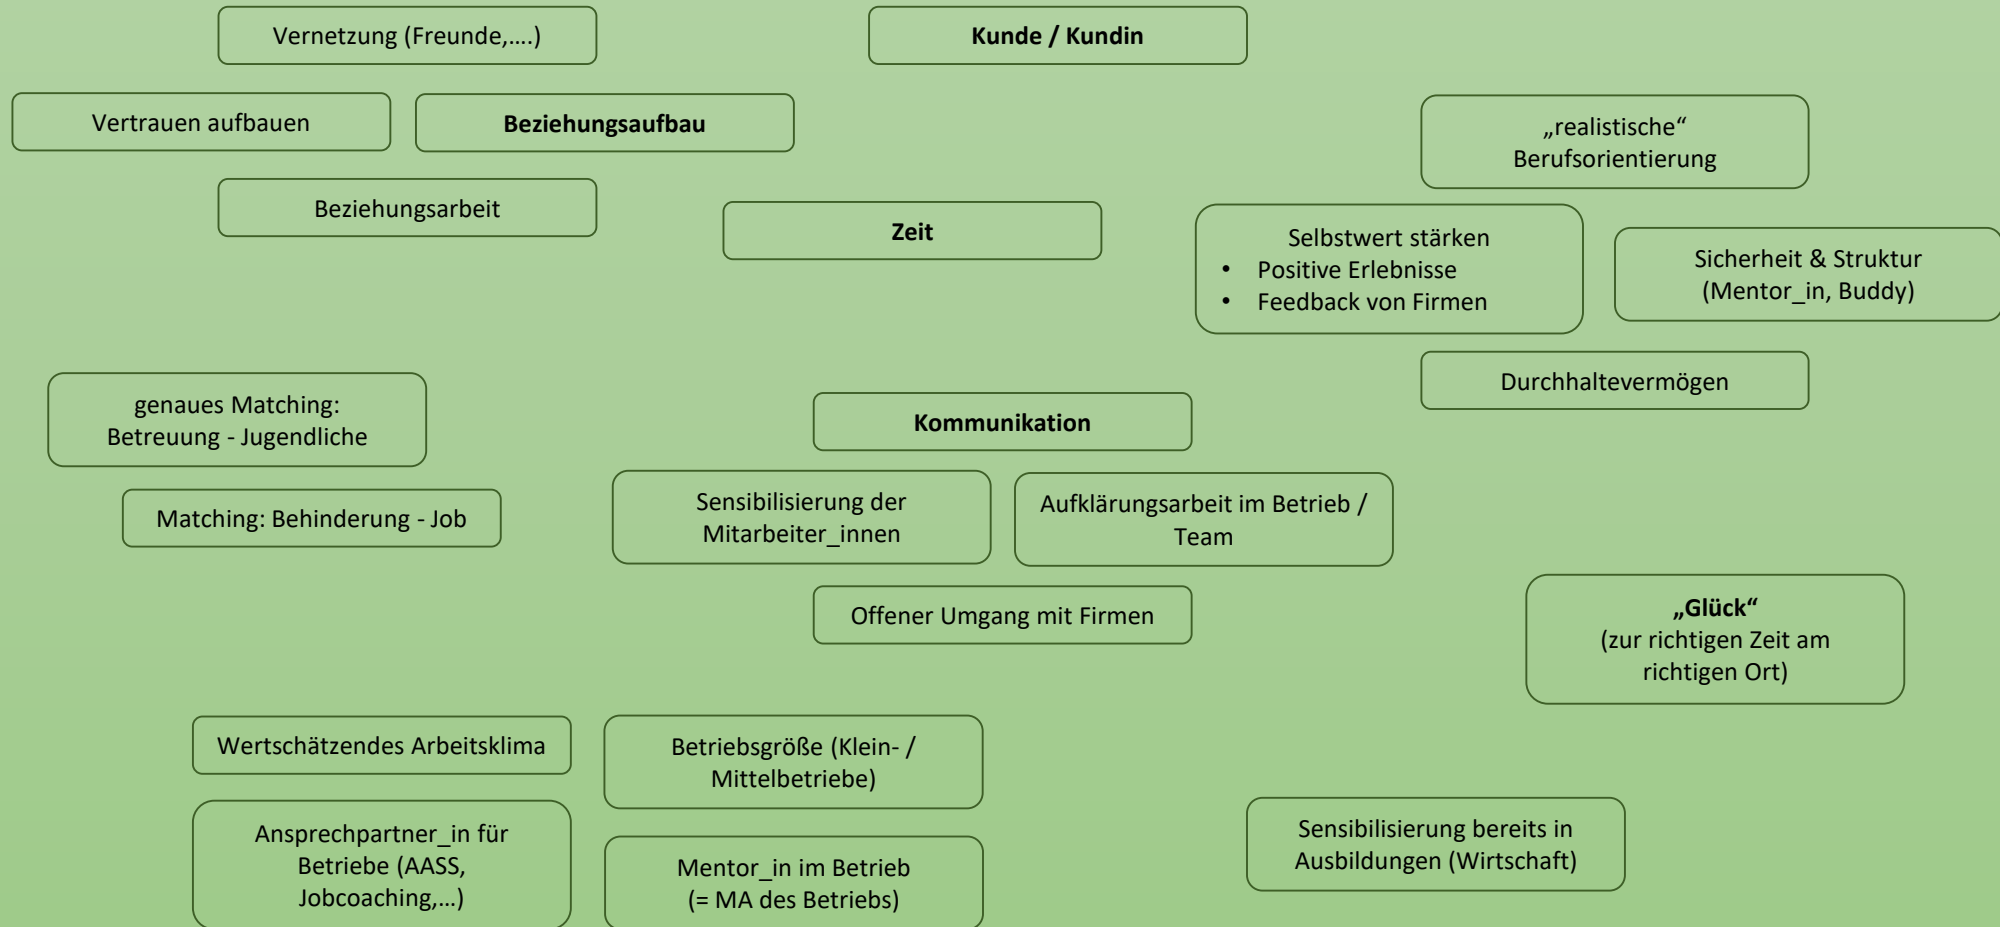 Vernetzung (Freunde,….)
Kunde / Kundin
Vertrauen aufbauen
Beziehungsaufbau
„realistische“
Berufsorientierung
Beziehungsarbeit
Zeit
Selbstwert stärken
• Positive Erlebnisse
• Feedback von Firmen
Sicherheit & Struktur
(Mentor_in, Buddy)
Durchhaltevermögen
genaues Matching:
Betreuung - Jugendliche
Kommunikation
Matching: Behinderung - Job
Sensibilisierung der
Mitarbeiter_innen
Aufklärungsarbeit im Betrieb /
Team
Offener Umgang mit Firmen
„Glück“
(zur richtigen Zeit am
richtigen Ort)
Wertschätzendes Arbeitsklima
Betriebsgröße (Klein- /
Mittelbetriebe)
Ansprechpartner_in für
Betriebe (AASS,
Jobcoaching,…)
Mentor_in im Betrieb
(= MA des Betriebs)
Sensibilisierung bereits in
Ausbildungen (Wirtschaft)